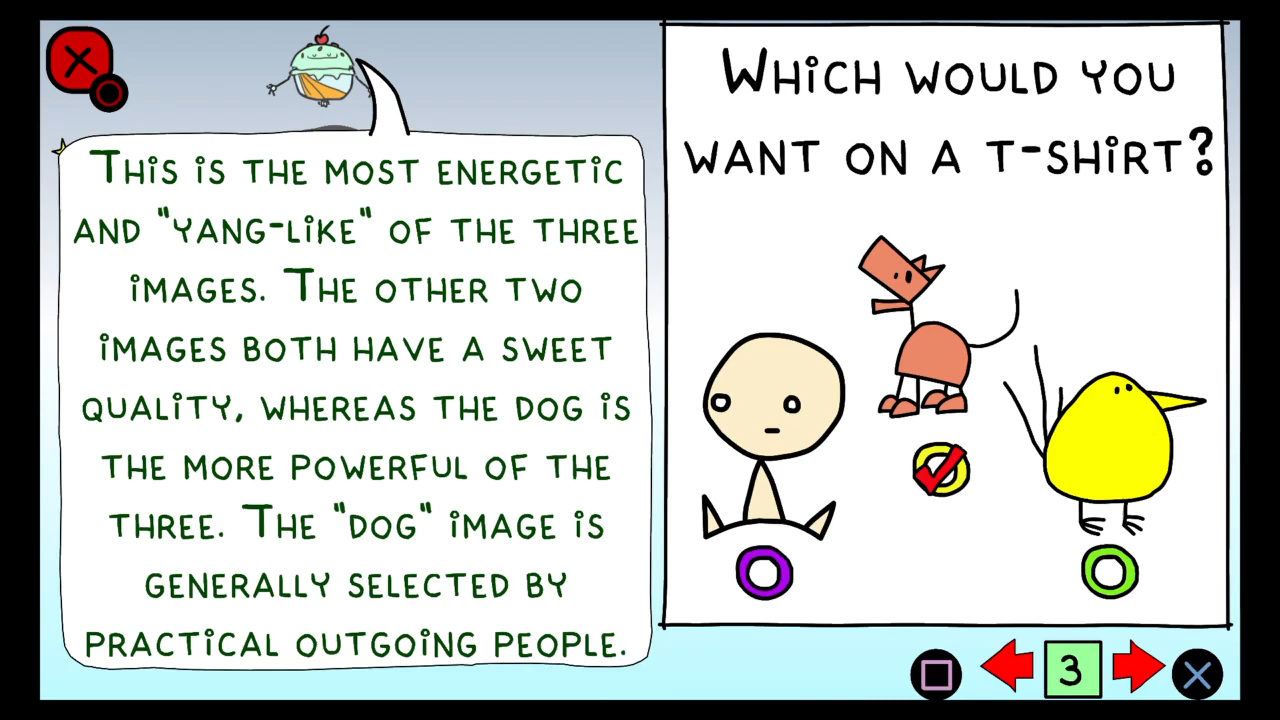 This is the most energetic
and "yang-like" of the three
images. The other two
images both have a sweet
quality, whereas the dog is
the more powerful of the
three. The "dog" image is
generally selected by
practical outgoing people.
Which would you
want on a t-shirt?
3